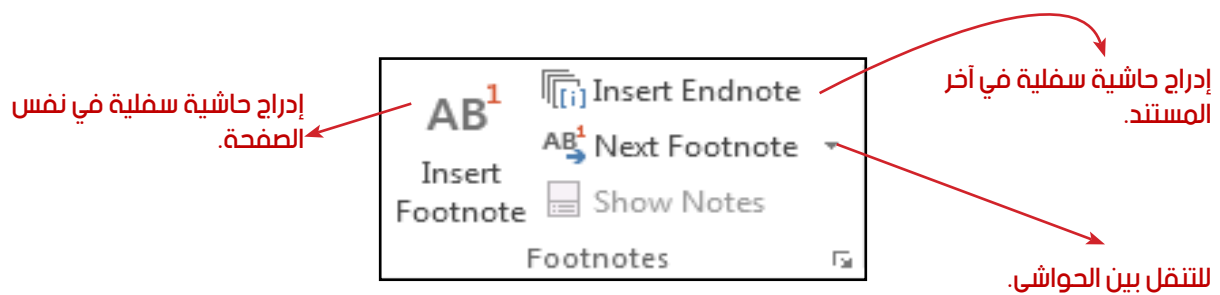 إدراج حاشية سفلية في آخر
المستند.
إدراج حاشية سفلية في نفس
الصفحة.
AB1
Insert
Footnote
[i] Insert Endnote
AB1 Next Footnote
Show Notes
Footnotes
للتنقل بين الحواشي.